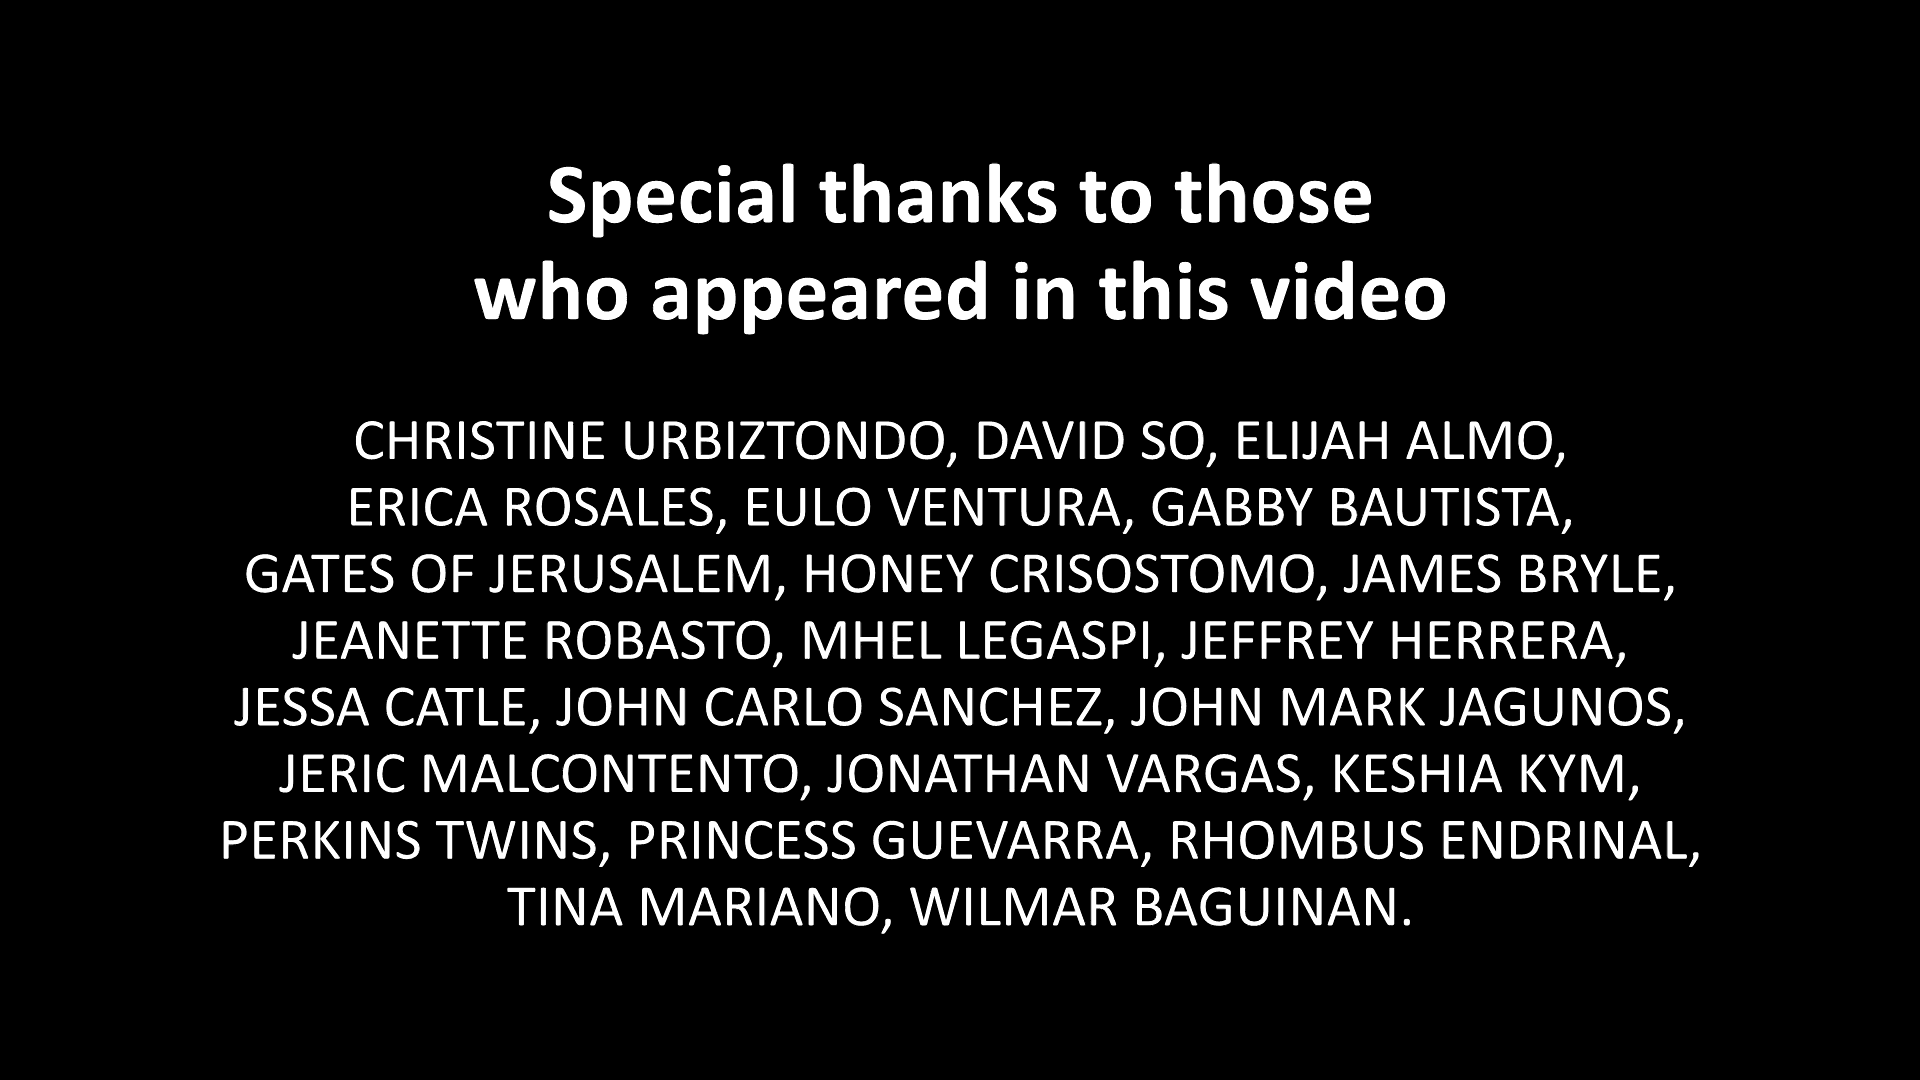 Special thanks to those
who appeared in this video
CHRISTINE URBIZTONDO, DAVID SO, ELIJAH ALMO,
ERICA ROSALES, EULO VENTURA, GABBY BAUTISTA,
GATES OF JERUSALEM, HONEY CRISOSTOMO, JAMES BRYLE,
JEANETTE ROBASTO, MHEL LEGASPI, JEFFREY HERRERA,
JESSA CATLE, JOHN CARLO SANCHEZ, JOHN MARK JAGUNOS,
JERIC MALCONTENTO, JONATHAN VARGAS, KESHIA KYM,
PERKINS TWINS, PRINCESS GUEVARRA, RHOMBUS ENDRINAL,
TINA MARIANO, WILMAR BAGUINAN.